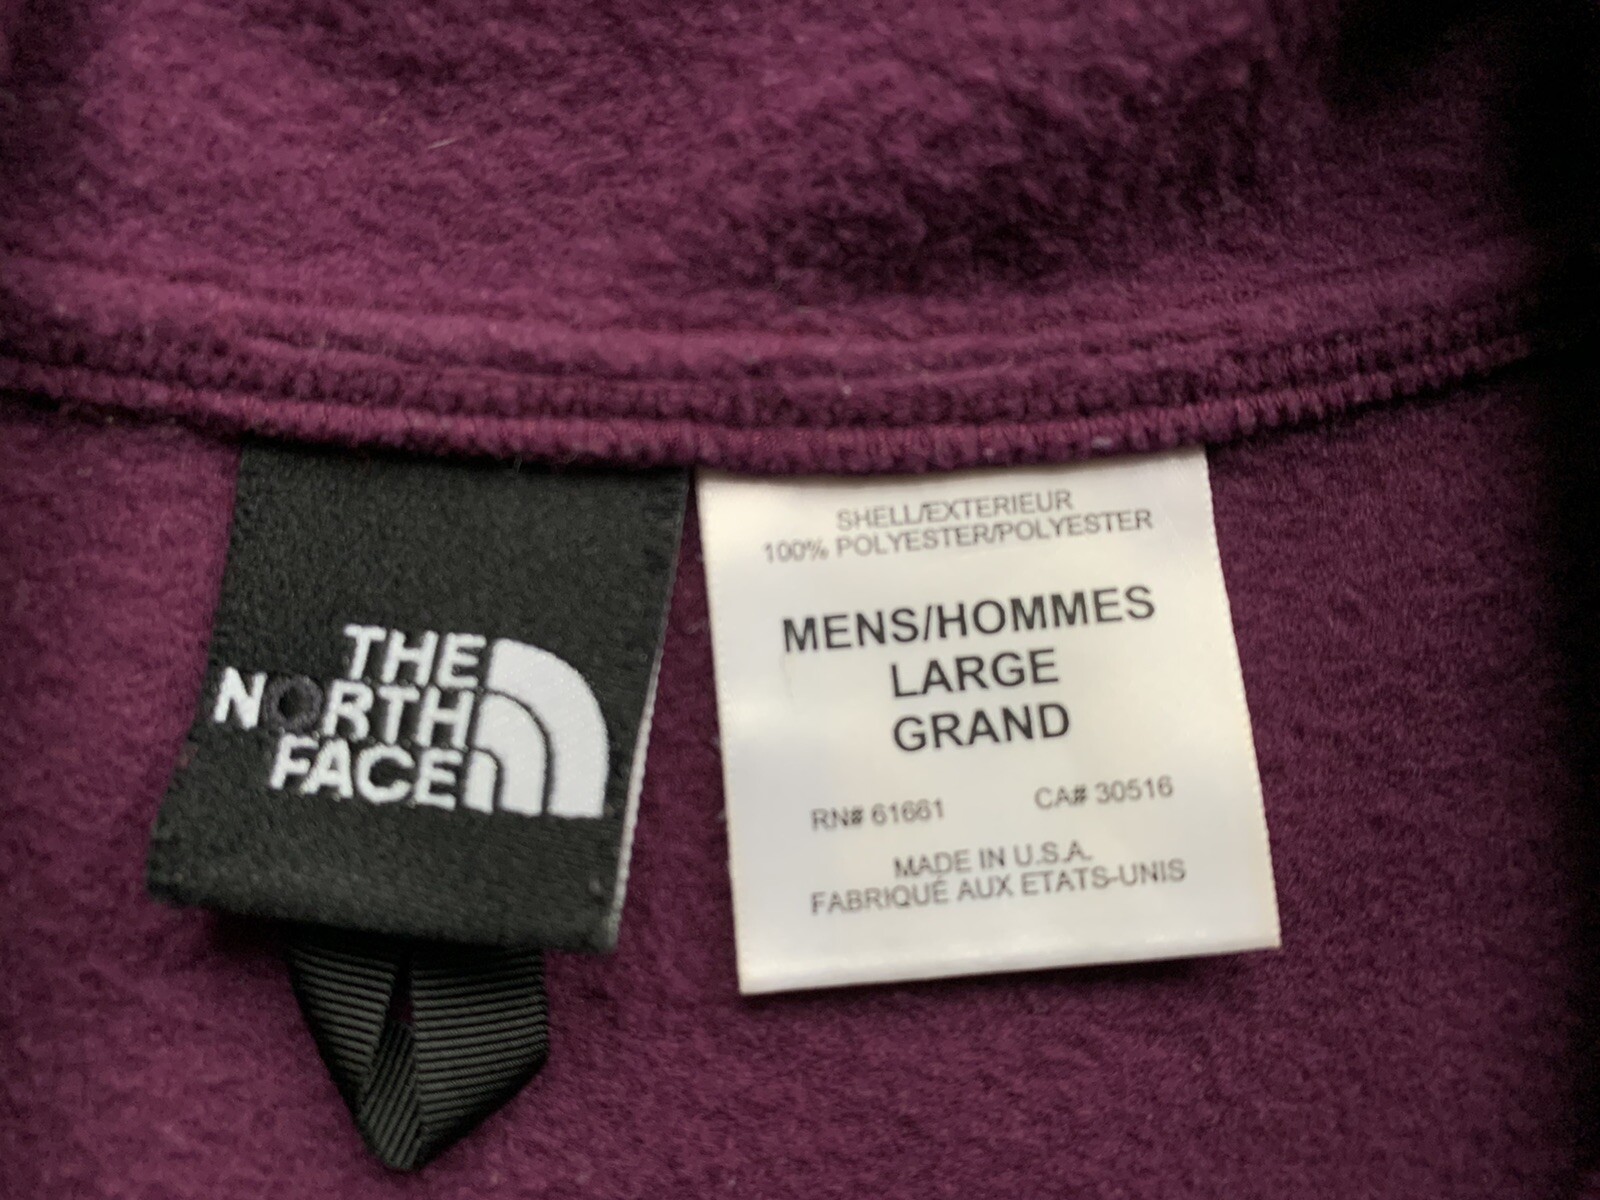 THE
NORTH
FACE
SHELL/EXTERIEUR
100% POLYESTER/POLYESTER
MENS/HOMMES
LARGE
GRAND
RN# 61661 CA# 30516
MADE IN U.S.A.
FABRIQUÉ AUX ETATS-UNIS